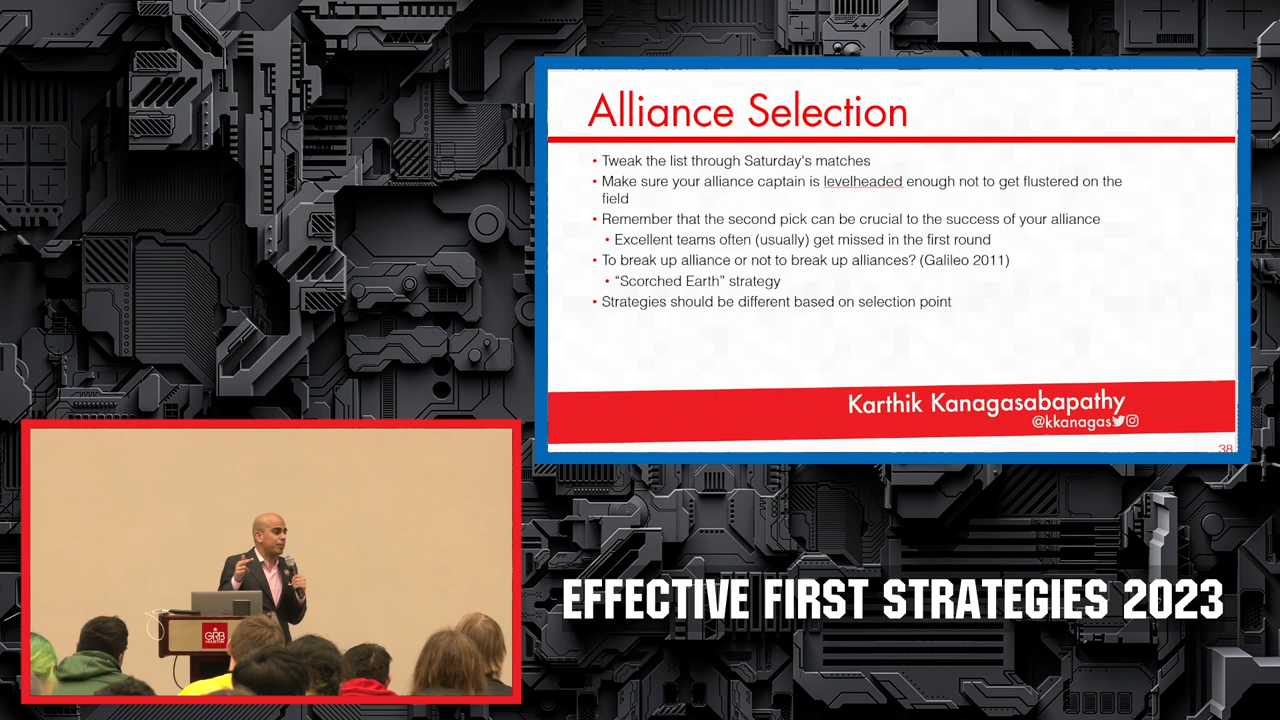 Alliance Selection
• Tweak the list through Saturday's matches
• Make sure your alliance captain is levelheaded enough not to get flustered on the
field
• Remember that the second pick can be crucial to the success of your alliance
• Excellent teams often (usually) get missed in the first round
• To break up alliance or not to break up alliances? (Galileo 2011)
• “Scorched Earth” strategy
• Strategies should be different based on selection point
Karthik Kanagasabapathy
@kkanagas
38
GRB
HOUSTON
EFFECTIVE FIRST STRATEGIES 2023